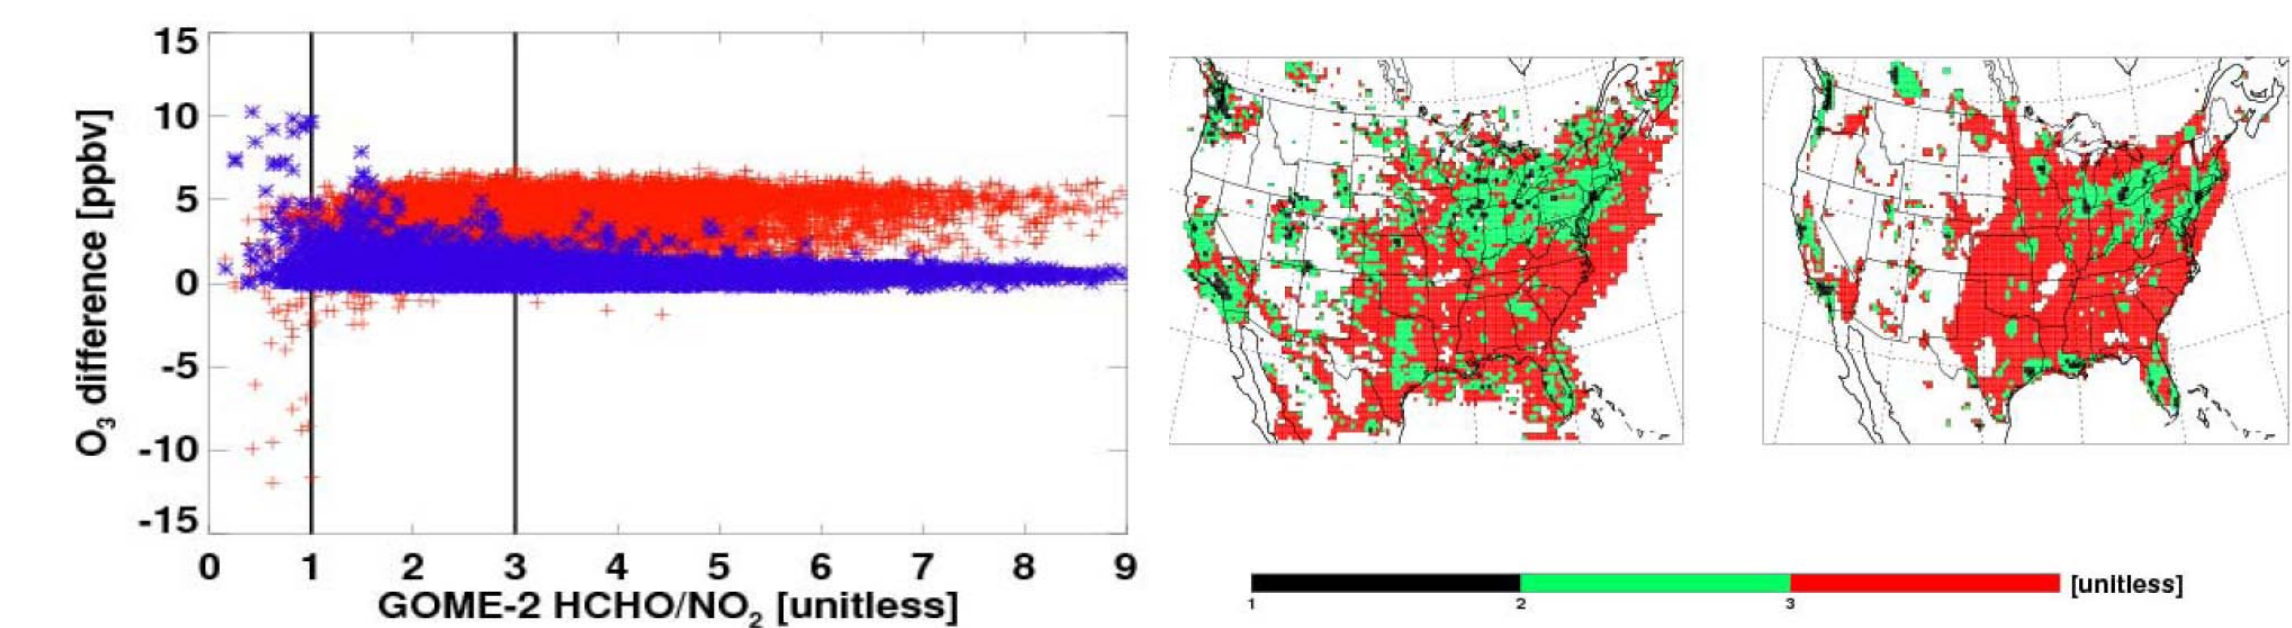 15
10
5
0
-5
-10
-15
O3 difference [ppbv]
0 1 2 3 4 5 6 7 8 9
GOME-2 HCHO/NO2 [unitless]
1 2 3
[unitless]